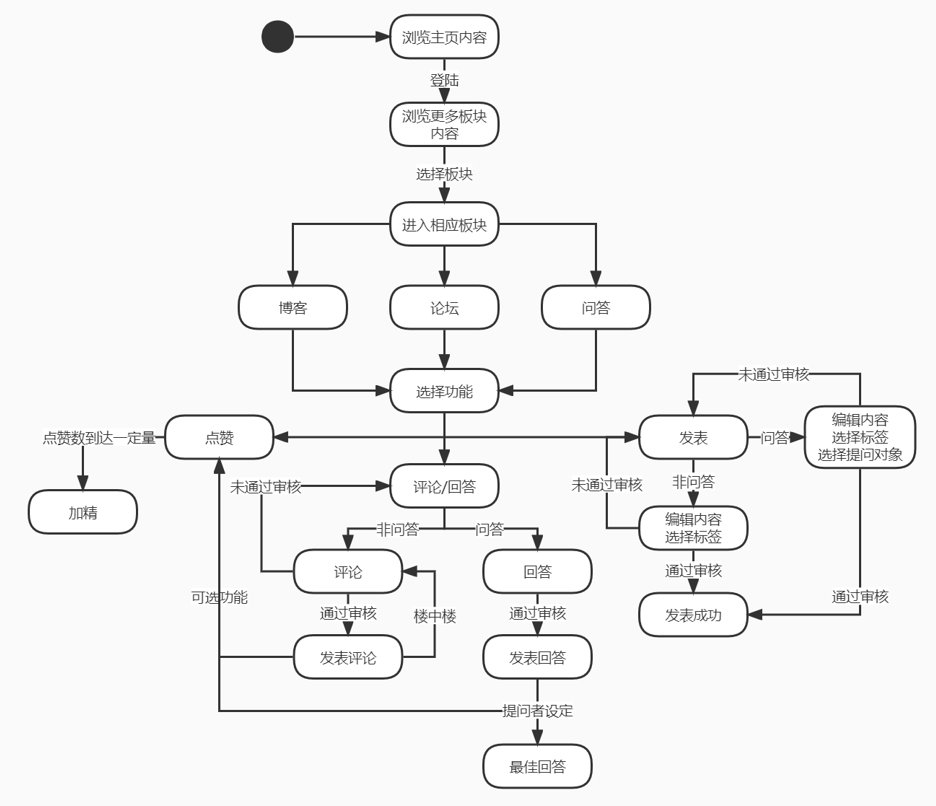 浏览主页内容
登陆
浏览更多板块
内容
选择板块
进入相应板块
博客
论坛
问答
选择功能
未通过审核
点赞数到达一定量
点赞
发表
问答
编辑内容
选择标签
选择提问对象
加精
未通过审核
评论/回答
未通过审核
非问答
编辑内容
选择标签
非问答
问答
评论
回答
通过审核
可选功能
通过审核
楼中楼
通过审核
发表成功
通过审核
发表评论
发表回答
提问者设定
最佳回答